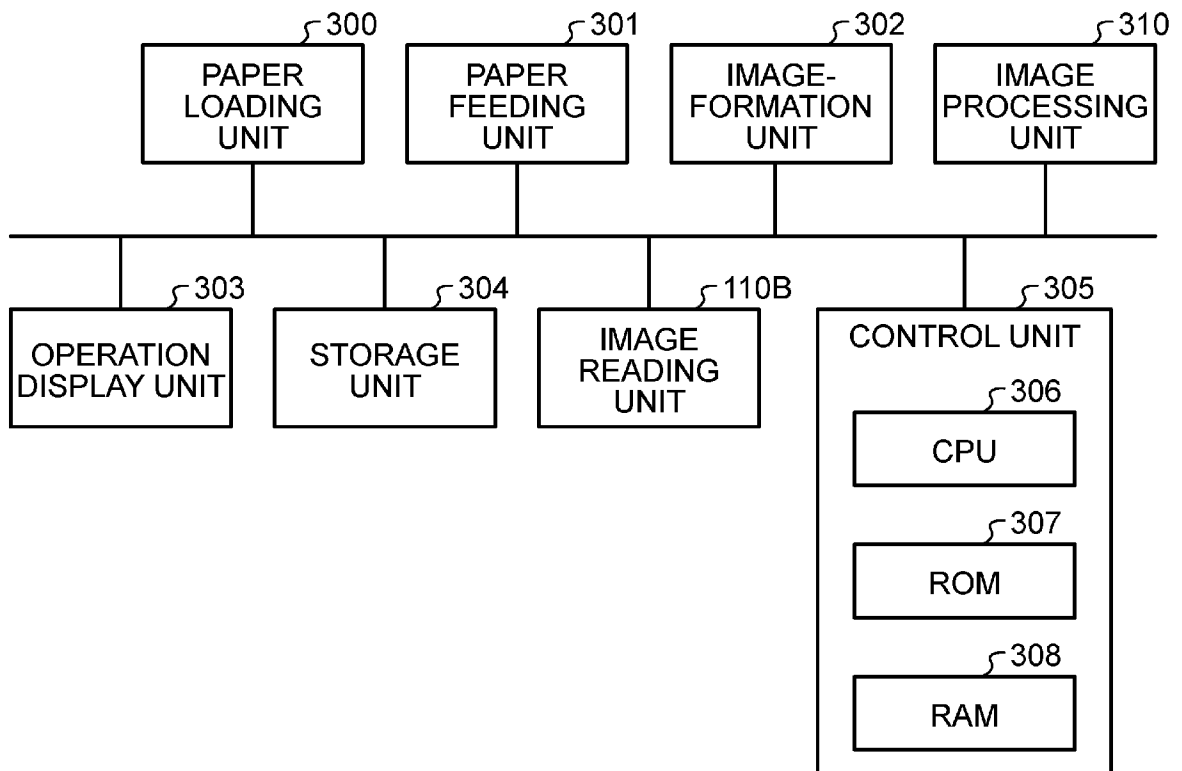 300
PAPER
LOADING
UNIT
301
PAPER
FEEDING
UNIT
302
IMAGE-
FORMATION
UNIT
310
IMAGE
PROCESSING
UNIT
303
OPERATION
DISPLAY UNIT
304
STORAGE
UNIT
110B
IMAGE
READING
UNIT
305
CONTROL UNIT
306
CPU
307
ROM
308
RAM